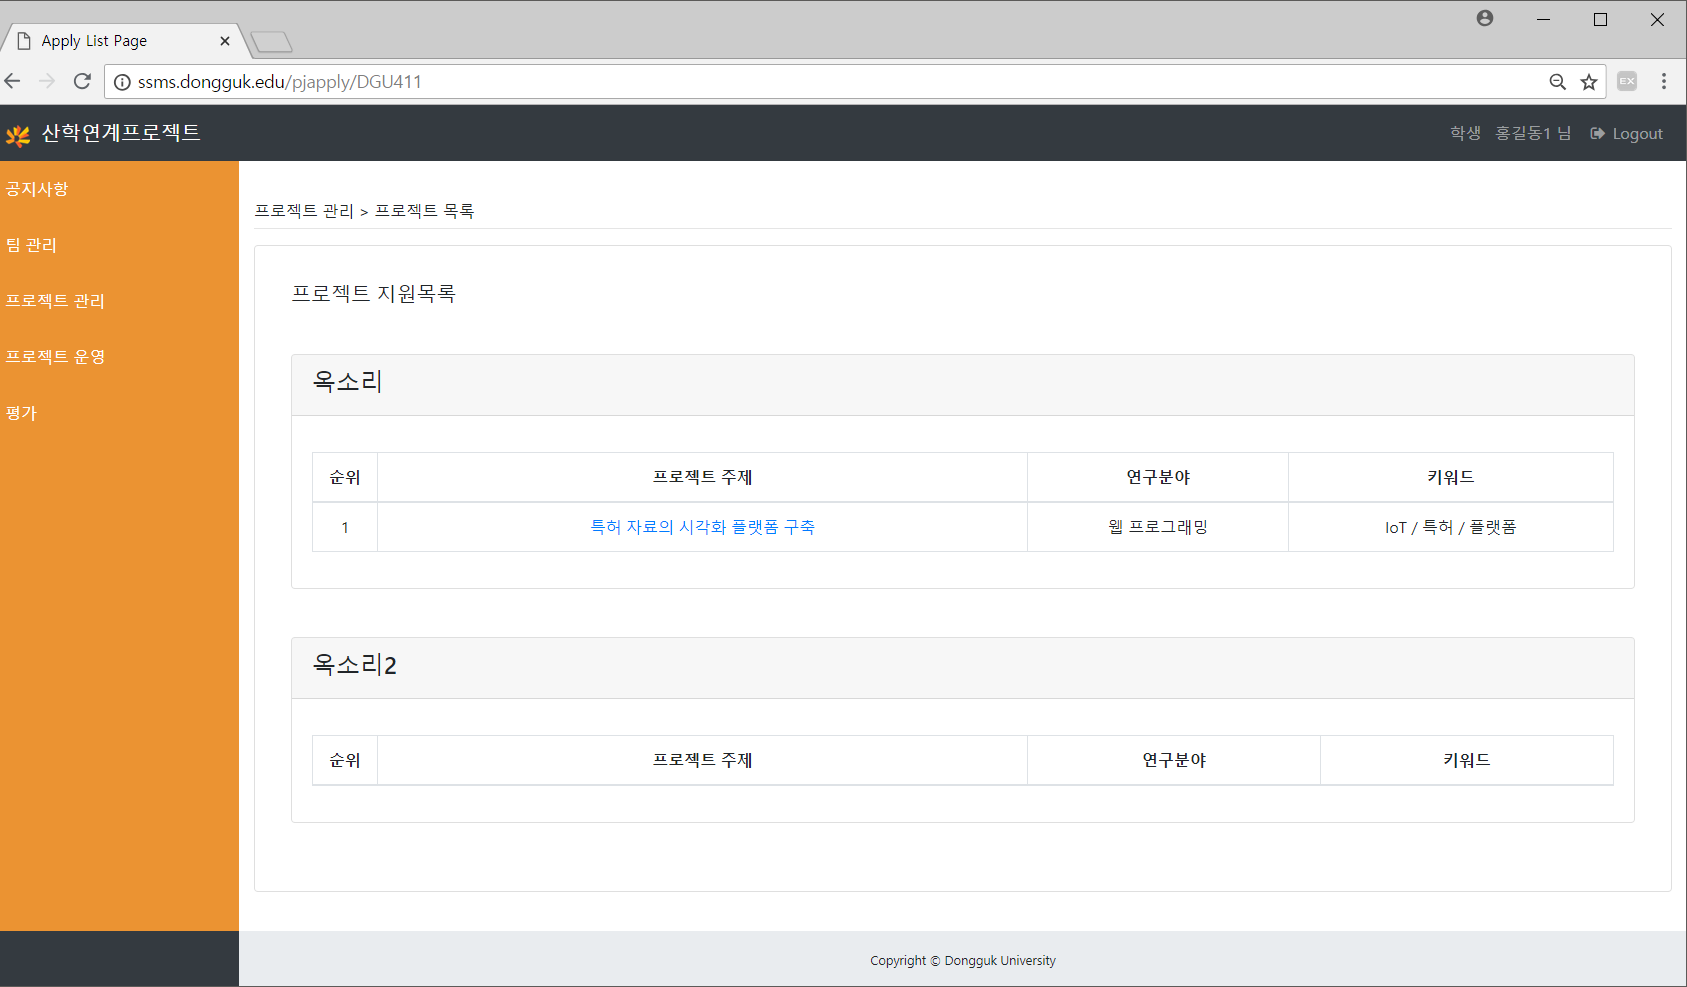 Apply List Page
ssms.dongguk.edu/pjapply/DGU411
EX
산학연계프로젝트
학생 홍길동1 님 Logout
공지사항
팀 관리
프로젝트 관리
프로젝트 운영
평가
프로젝트 관리 > 프로젝트 목록
프로젝트 지원목록
옥소리
순위 프로젝트 주제 연구분야 키워드
1 특허 자료의 시각화 플랫폼 구축 웹 프로그래밍 IoT / 특허 / 플랫폼
옥소리2
순위 프로젝트 주제 연구분야 키워드
Copyright © Dongguk University